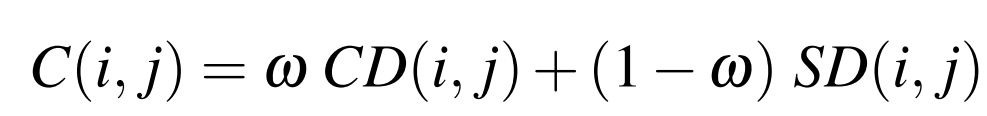 C(i, j) = ω CD(i, j) + (1 − ω) SD(i, j)